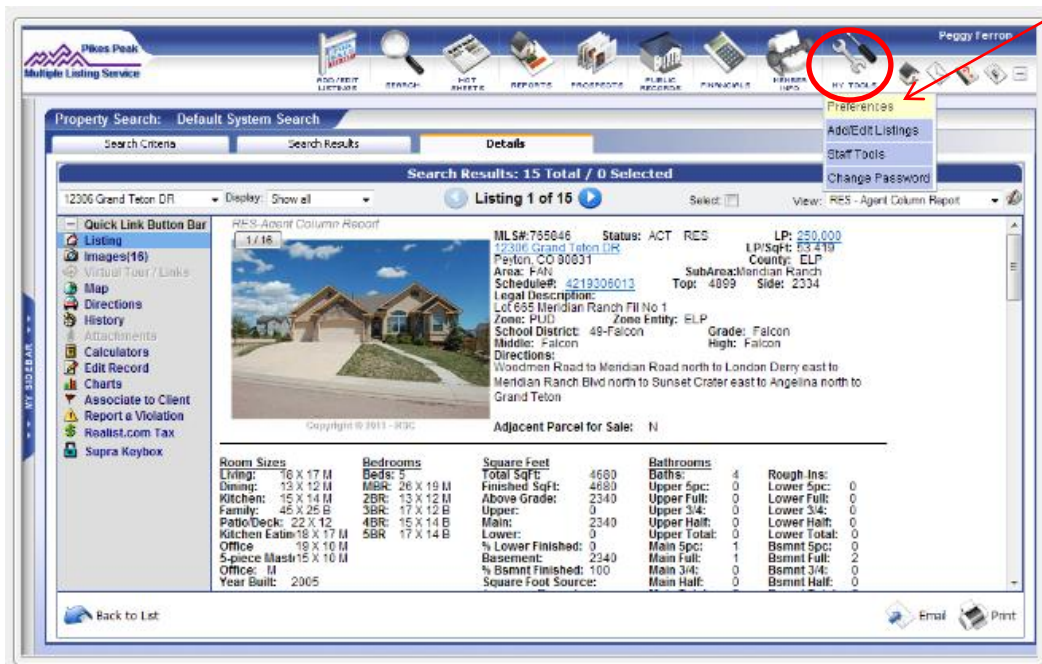 Peggy Ferron
Pikes Peak
Multiple Listing Service
ADD/EDIT LISTINGS
SEARCH
HOT SHEETS
REPORTS
PROSPECTS
PUBLIC RECORDS
FINANCIALS
MEMBER INFO
MY TOOLS
Preferences
Add/Edit Listings
Staff Tools
Change Password
Property Search: Default System Search
Search Criteria
Search Results
Details
Search Results: 15 Total / 0 Selected
12306 Grand Teton DR
Display: Show all
Listing 1 of 15
Select:
View: RES - Agent Column Report
Quick Link Button Bar
Listing
Images(16)
Virtual Tour / Links
Map
Directions
History
Attachments
Calculators
Edit Record
Charts
Associate to Client
Report a Violation
Realist.com Tax
Supra Keybox
MY SIDEBAR
RES-Agent Column Report
1 / 16
Copyright © 2011 - RSC
MLS#:765846 Status: ACT RES LP: 250,000
12306 Grand Teton DR LP/SqFt: 53.419
Peyton, CO 80831 County: ELP
Area: FAN SubArea:Meridian Ranch
Schedule#: 4219306013 Top: 4899 Side: 2334
Legal Description:
Lot 665 Meridian Ranch Fil No 1
Zone: PUD Zone Entity: ELP
School District: 49-Falcon Grade: Falcon
Middle: Falcon High: Falcon
Directions:
Woodmen Road to Meridian Road north to London Derry east to
Meridian Ranch Blvd north to Sunset Crater east to Angelina north to
Grand Teton
Adjacent Parcel for Sale: N
Room Sizes
Living: 18 X 17 M
Dining: 13 X 12 M
Kitchen: 15 X 14 M
Family: 45 X 25 B
Patio/Deck: 22 X 12
Kitchen Eatin:18 X 17 M
Office 19 X 10 M
5-piece Mastr15 X 10 M
Office: M
Year Built: 2005
Bedrooms
Beds: 5
MBR: 26 X 19 M
2BR: 13 X 12 M
3BR: 17 X 12 B
4BR: 15 X 14 B
5BR 17 X 14 B
Square Feet
Total SqFt: 4680
Finished SqFt: 4680
Above Grade: 2340
Upper: 0
Main: 2340
Lower: 0
% Lower Finished: 0
Basement: 2340
% Bsmnt Finished: 100
Square Foot Source:
Bathrooms
Baths: 4
Upper 5pc: 0
Upper Full: 0
Upper 3/4: 0
Upper Half: 0
Upper Total: 0
Main 5pc: 1
Main Full: 1
Main 3/4: 0
Main Half: 0
Rough-Ins:
Lower 5pc: 0
Lower Full: 0
Lower 3/4: 0
Lower Half: 0
Lower Total: 0
Bsmnt 5pc: 0
Bsmnt Full: 2
Bsmnt 3/4: 0
Bsmnt Half: 0
Back to List
Email
Print